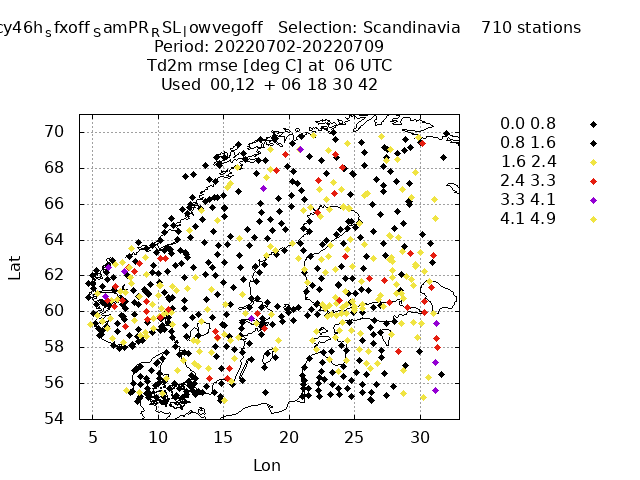 cy46h_sfxoff_SamPR_RSL_lowvegoff Selection: Scandinavia 710 stations
Period: 20220702-20220709
Td2m rmse [deg C] at 06 UTC
Used 00,12 + 06 18 30 42
70
68
66
64
62
60
58
56
54
5 10 15 20 25 30
Lat
Lon
0.0 0.8
0.8 1.6
1.6 2.4
2.4 3.3
3.3 4.1
4.1 4.9